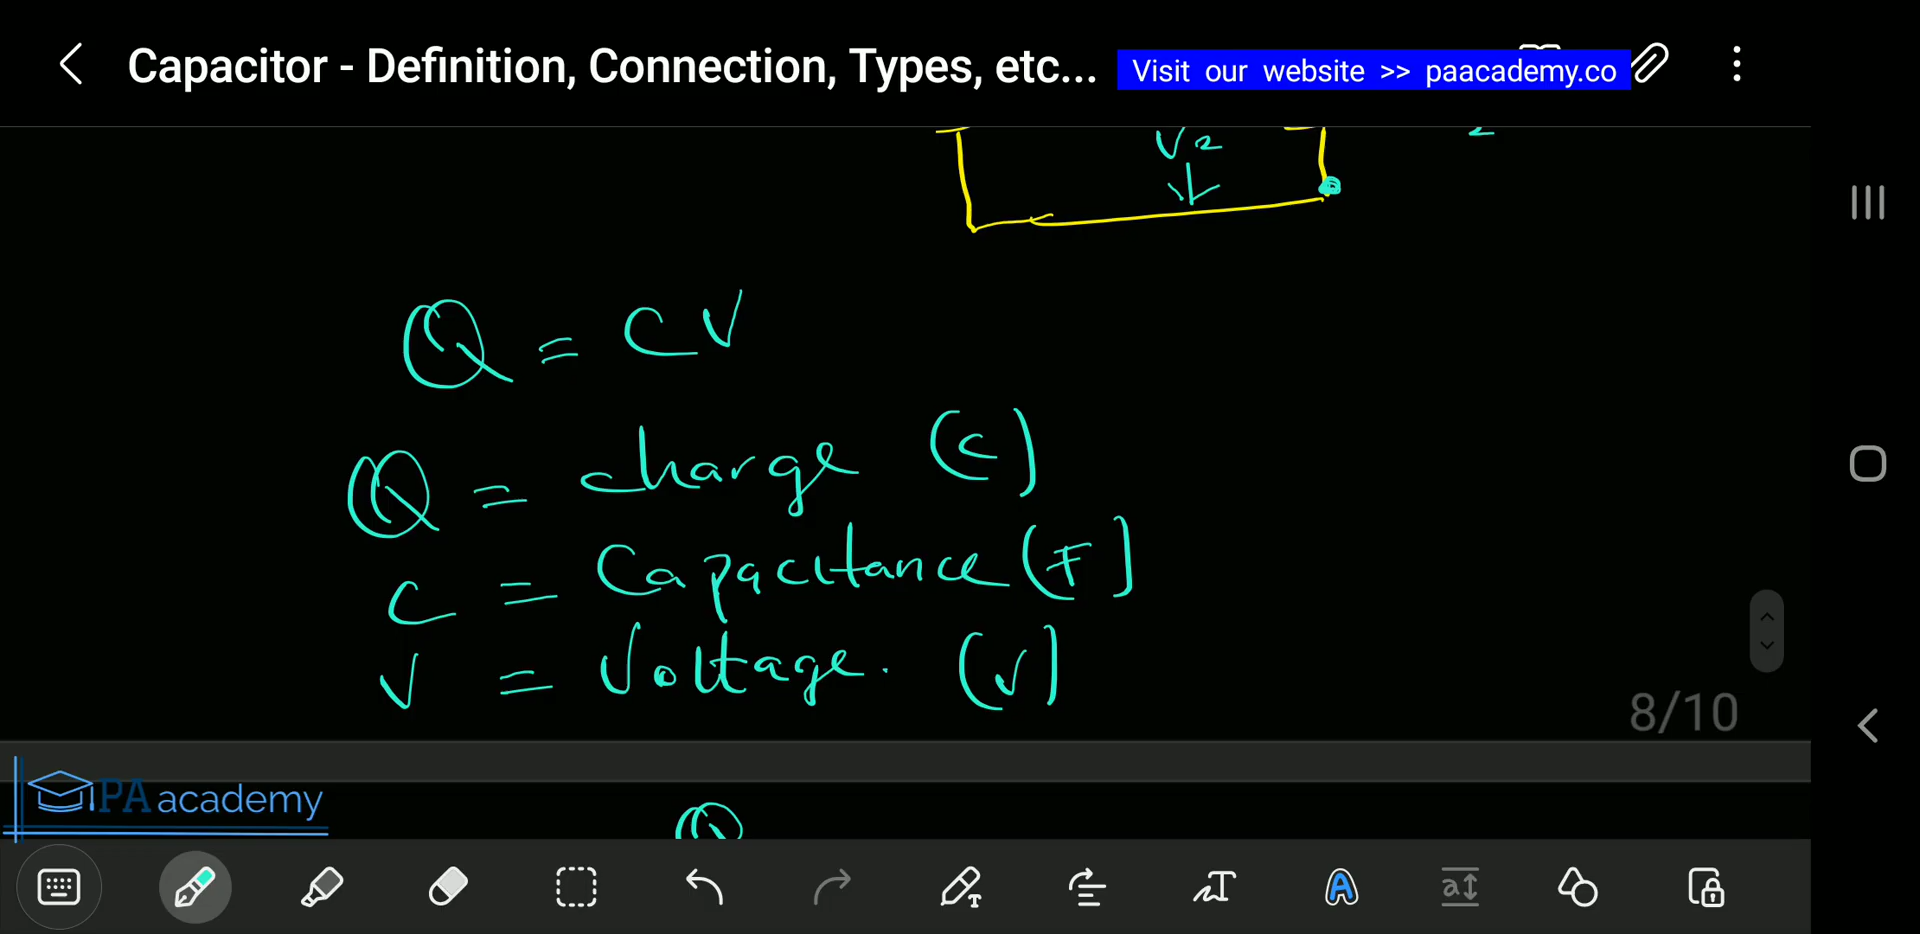 Capacitor - Definition, Connection, Types, etc...
Visit our website >> paacademy.co
V2
2
Q = CV
Q = charge (C)
C = Capacitance (F)
V = Voltage. (V)
8/10
PA academy
Q